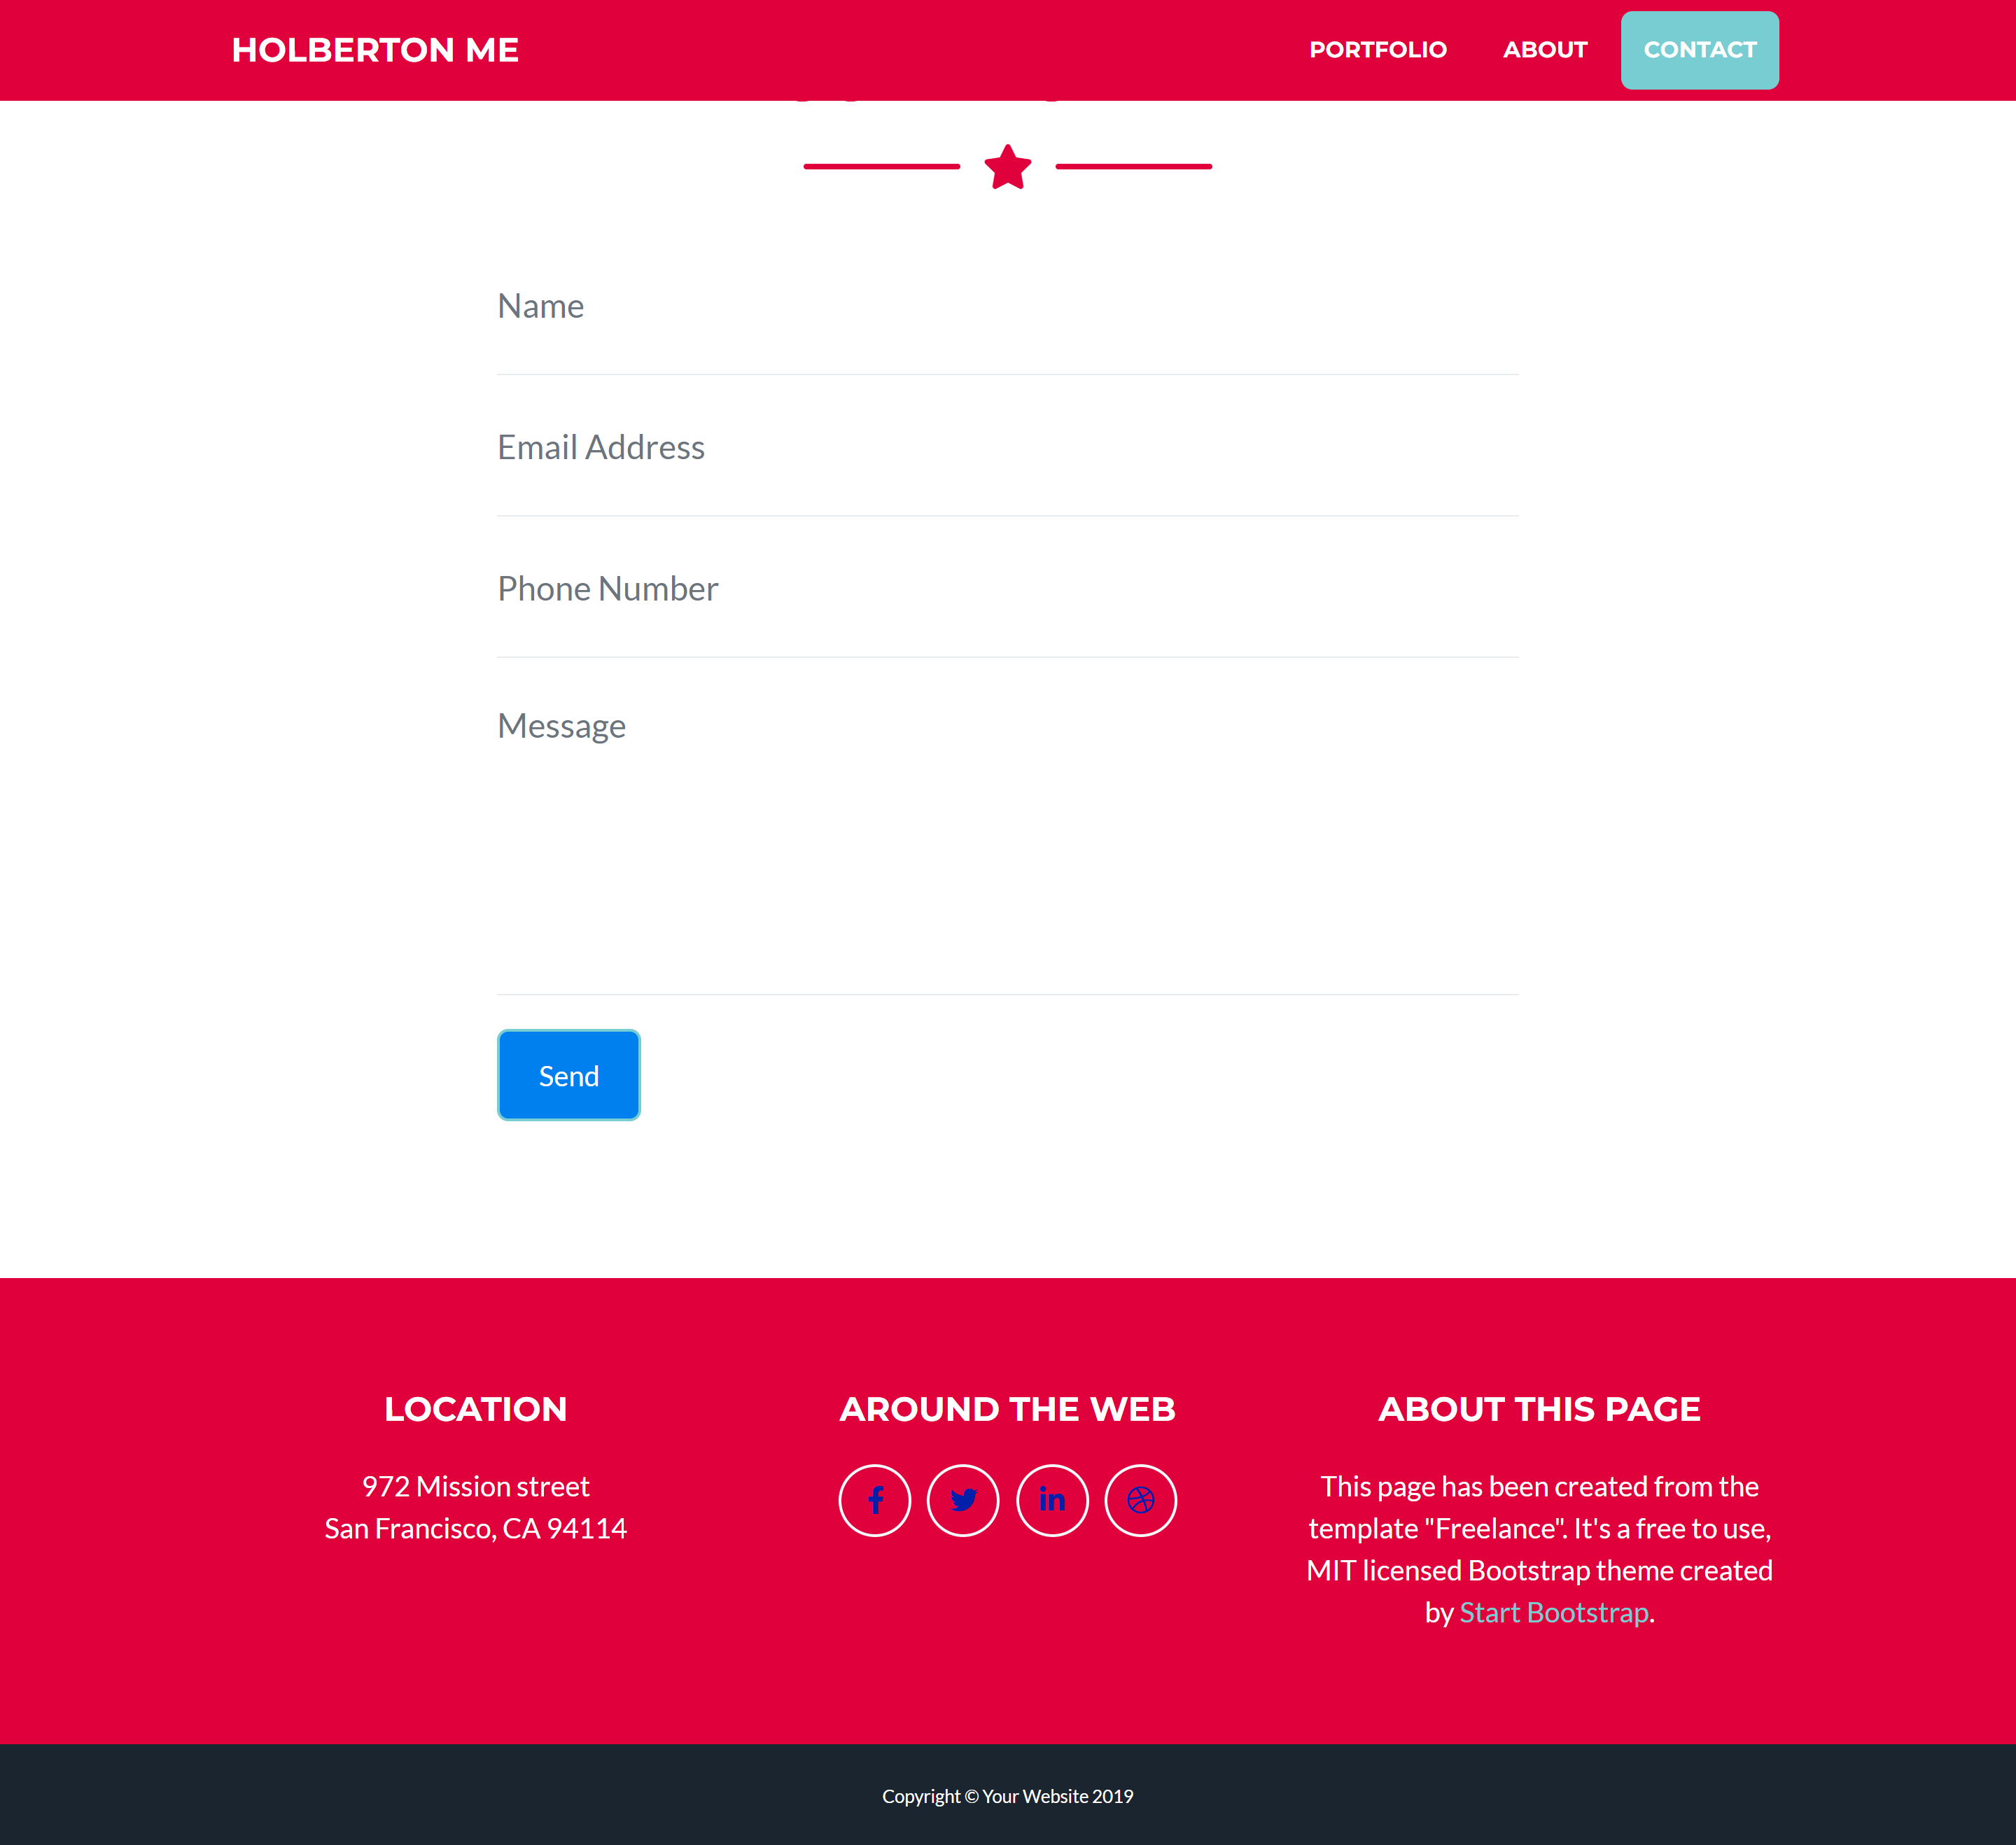 HOLBERTON ME
PORTFOLIO
ABOUT
CONTACT
Name
Email Address
Phone Number
Message
Send
LOCATION
972 Mission street
San Francisco, CA 94114
AROUND THE WEB
ABOUT THIS PAGE
This page has been created from the
template "Freelance". It's a free to use,
MIT licensed Bootstrap theme created
by Start Bootstrap.
Copyright © Your Website 2019